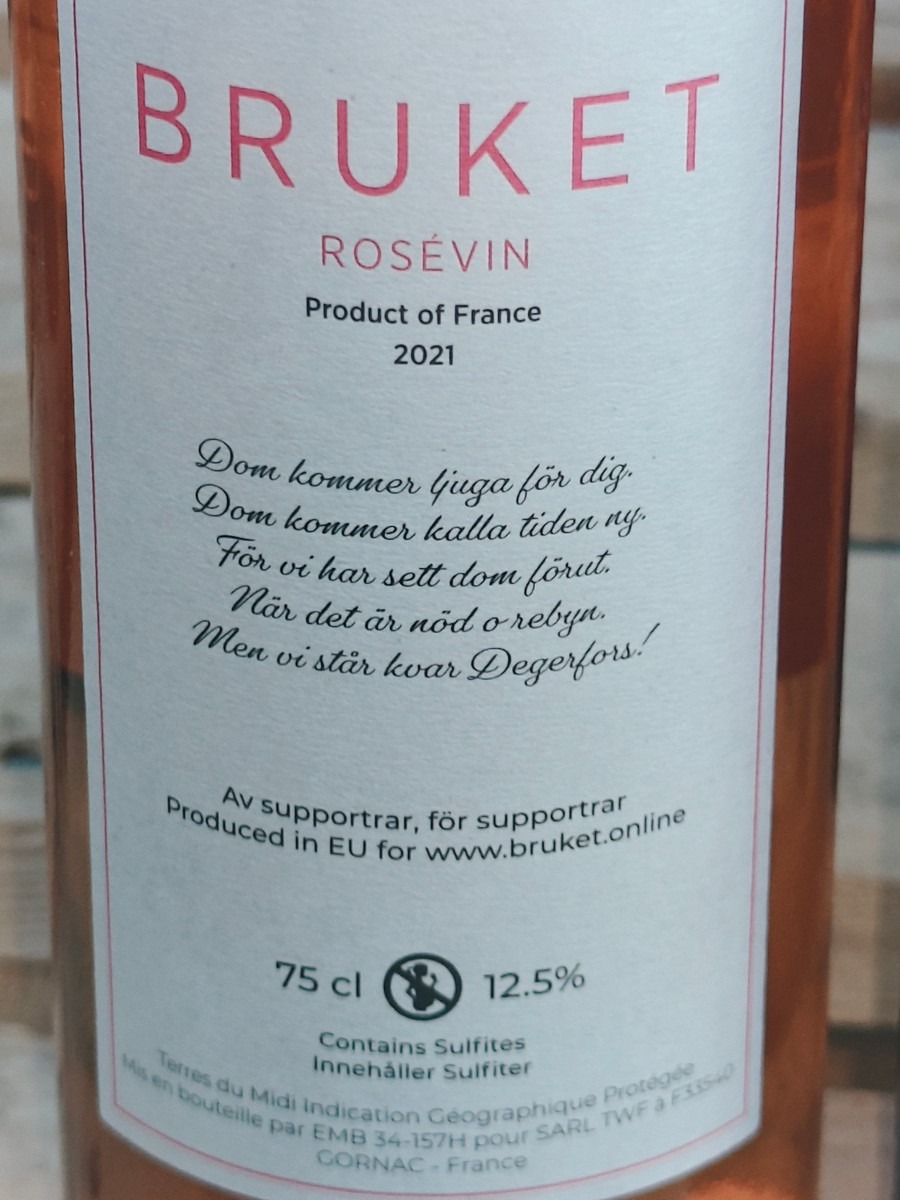 BRUKET
ROSÉVIN
Product of France
2021
Dom kommer ljuga för dig.
Dom kommer kalla tiden ny.
För vi har sett dom förut.
När det är nöd o rebyn.
Men vi står kvar Degerfors!
Av supportrar, för supportrar
Produced in EU for www.bruket.online
75 cl 12.5%
Contains Sulfites
Innehåller Sulfiter
Terres du Midi Indication Géographique Protégée
Mis en bouteille par EMB 34-157H pour SARL TWF à F33540
GORNAC - France